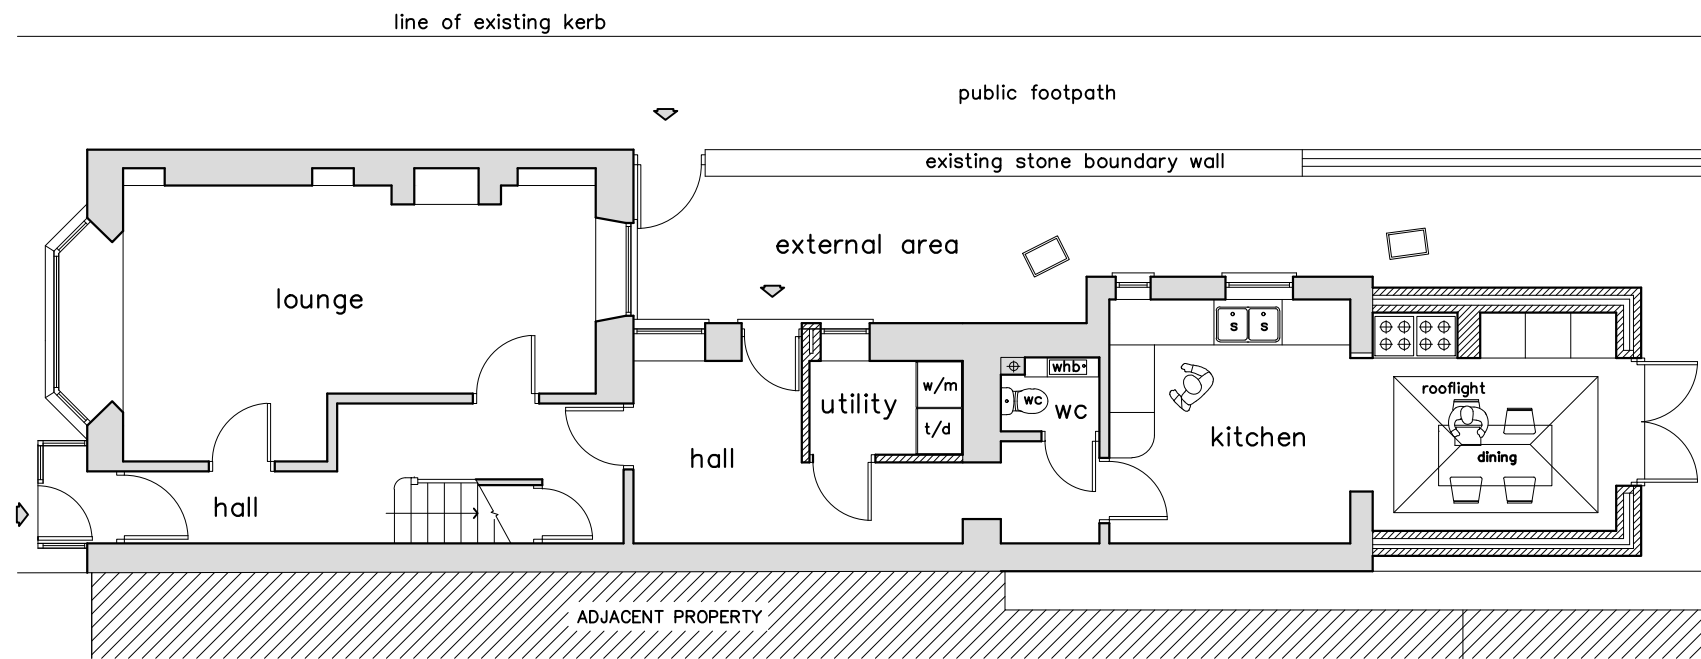 line of existing kerb
public footpath
existing stone boundary wall
external area
lounge
s s
whb
w/m
rooflight
wc
utility
WC
t/d
kitchen
dining
hall
hall
ADJACENT PROPERTY